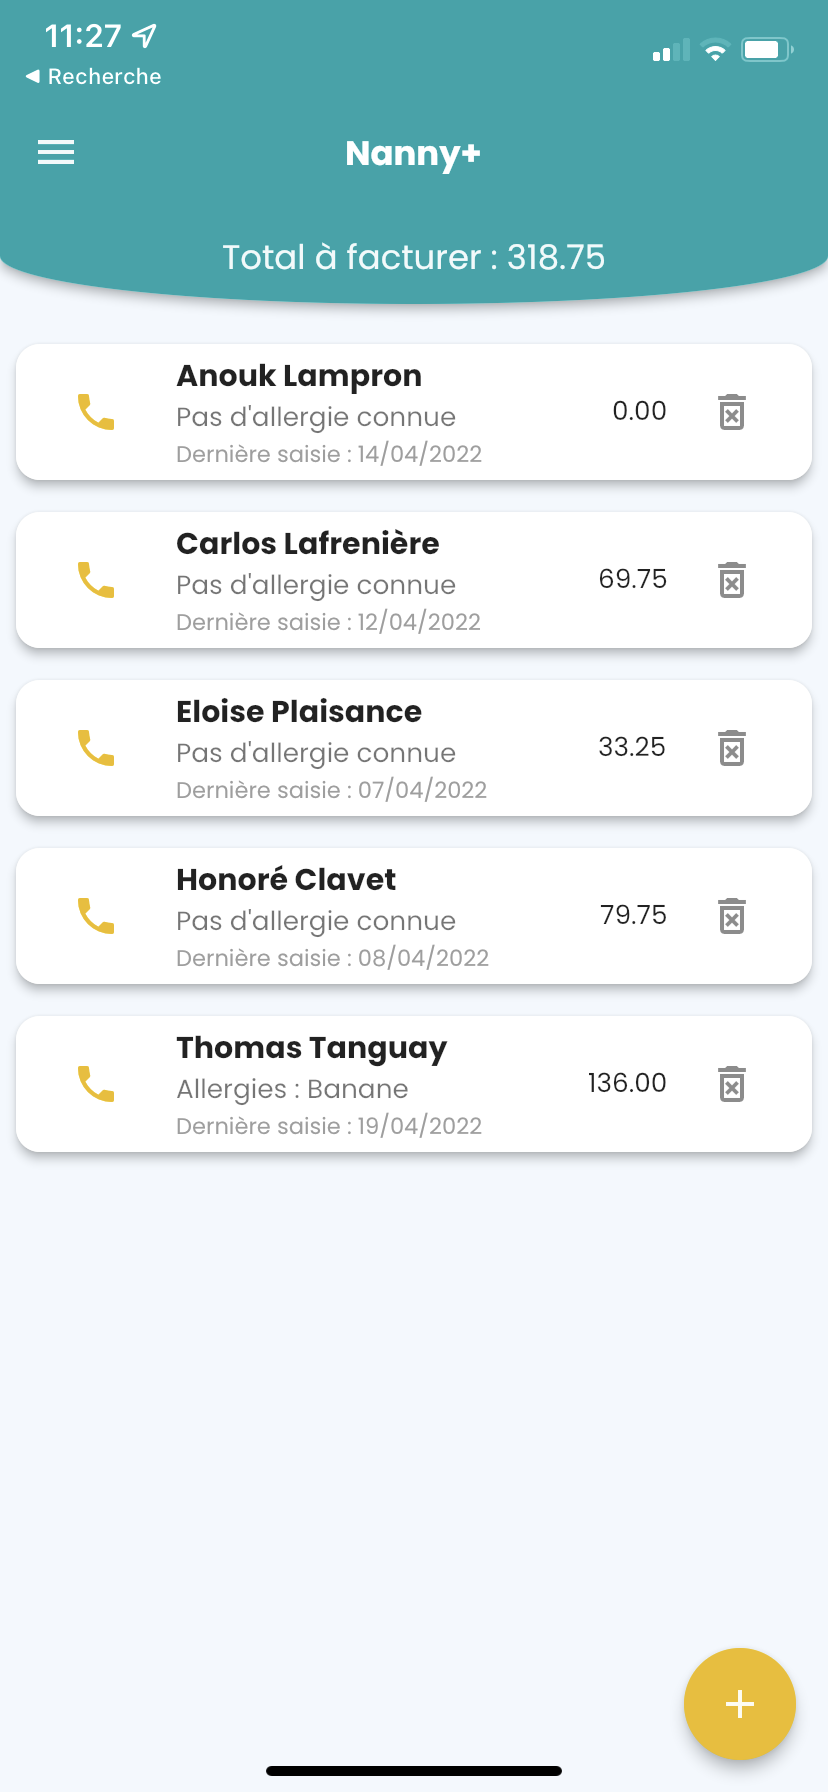 11:27
◀ Recherche
Nanny+
Total à facturer : 318.75
Anouk Lampron
Pas d'allergie connue
Dernière saisie : 14/04/2022
0.00
Carlos Lafrenière
Pas d'allergie connue
Dernière saisie : 12/04/2022
69.75
Eloise Plaisance
Pas d'allergie connue
Dernière saisie : 07/04/2022
33.25
Honoré Clavet
Pas d'allergie connue
Dernière saisie : 08/04/2022
79.75
Thomas Tanguay
Allergies : Banane
Dernière saisie : 19/04/2022
136.00